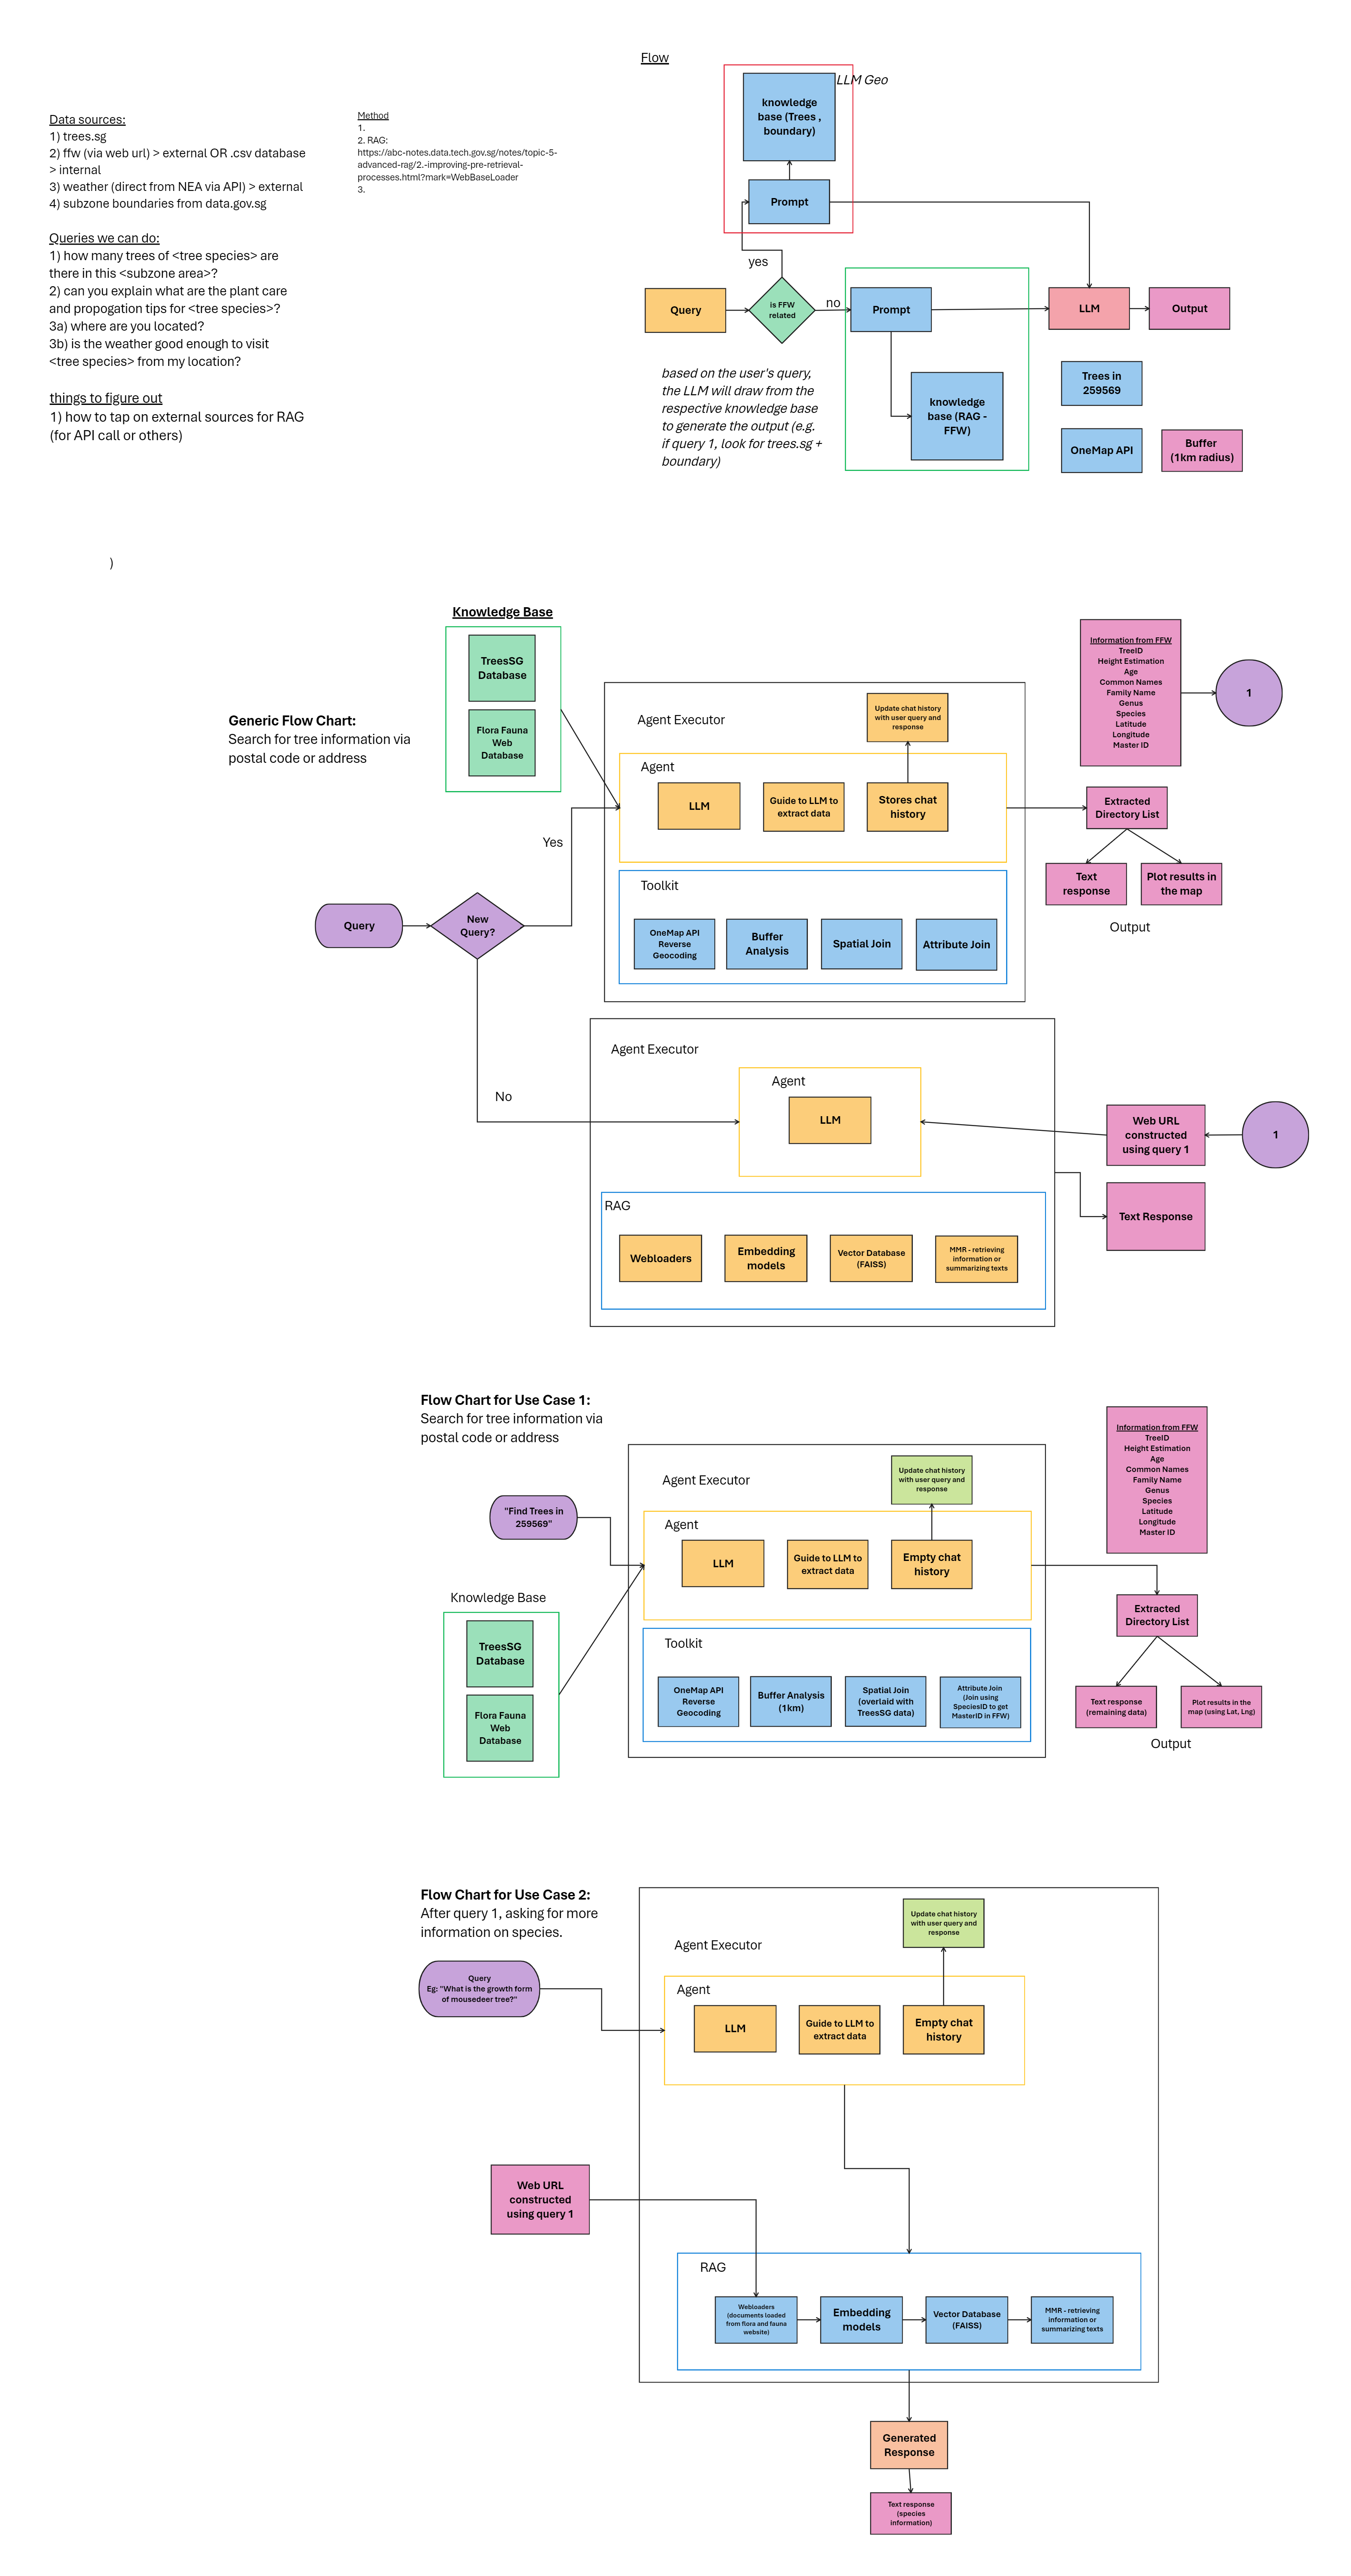 Flow
LLM Geo
knowledge
base (Trees ,
boundary)
Prompt
yes
Query
is FFW
related
no
Prompt
LLM
Output
knowledge
base (RAG -
FFW)
Trees in
259569
OneMap API
Buffer
(1km radius)
based on the user's query,
the LLM will draw from the
respective knowledge base
to generate the output (e.g.
if query 1, look for trees.sg +
boundary)
Data sources:
1) trees.sg
2) ffw (via web url) > external OR .csv database
> internal
3) weather (direct from NEA via API) > external
4) subzone boundaries from data.gov.sg
Queries we can do:
1) how many trees of <tree species> are
there in this <subzone area>?
2) can you explain what are the plant care
and propogation tips for <tree species>?
3a) where are you located?
3b) is the weather good enough to visit
<tree species> from my location?
things to figure out
1) how to tap on external sources for RAG
(for API call or others)
Method
1.
2. RAG:
https://abc-notes.data.tech.gov.sg/notes/topic-5-
advanced-rag/2.-improving-pre-retrieval-
processes.html?mark=WebBaseLoader
3.
)
Generic Flow Chart:
Search for tree information via
postal code or address
Knowledge Base
TreesSG
Database
Flora Fauna
Web
Database
Query
New
Query?
Yes
No
Agent Executor
Update chat history
with user query and
response
Agent
LLM
Guide to LLM to
extract data
Stores chat
history
Toolkit
OneMap API
Reverse
Geocoding
Buffer
Analysis
Spatial Join
Attribute Join
Information from FFW
TreeID
Height Estimation
Age
Common Names
Family Name
Genus
Species
Latitude
Longitude
Master ID
1
Extracted
Directory List
Text
response
Plot results in
the map
Output
Agent Executor
Agent
LLM
RAG
Webloaders
Embedding
models
Vector Database
(FAISS)
MMR - retrieving
information or
summarizing texts
Web URL
constructed
using query 1
1
Text Response
Flow Chart for Use Case 1:
Search for tree information via
postal code or address
"Find Trees in
259569"
Knowledge Base
TreesSG
Database
Flora Fauna
Web
Database
Agent Executor
Update chat history
with user query and
response
Agent
LLM
Guide to LLM to
extract data
Empty chat
history
Toolkit
OneMap API
Reverse
Geocoding
Buffer Analysis
(1km)
Spatial Join
(overlaid with
TreesSG data)
Attribute Join
(Join using
SpeciesID to get
MasterID in FFW)
Information from FFW
TreeID
Height Estimation
Age
Common Names
Family Name
Genus
Species
Latitude
Longitude
Master ID
Extracted
Directory List
Text response
(remaining data)
Plot results in the
map (using Lat, Lng)
Output
Flow Chart for Use Case 2:
After query 1, asking for more
information on species.
Query
Eg: "What is the growth form
of mousedeer tree?"
Agent Executor
Update chat history
with user query and
response
Agent
LLM
Guide to LLM to
extract data
Empty chat
history
Web URL
constructed
using query 1
RAG
Webloaders
(documents loaded
from flora and fauna
website)
Embedding
models
Vector Database
(FAISS)
MMR - retrieving
information or
summarizing texts
Generated
Response
Text response
(species
information)